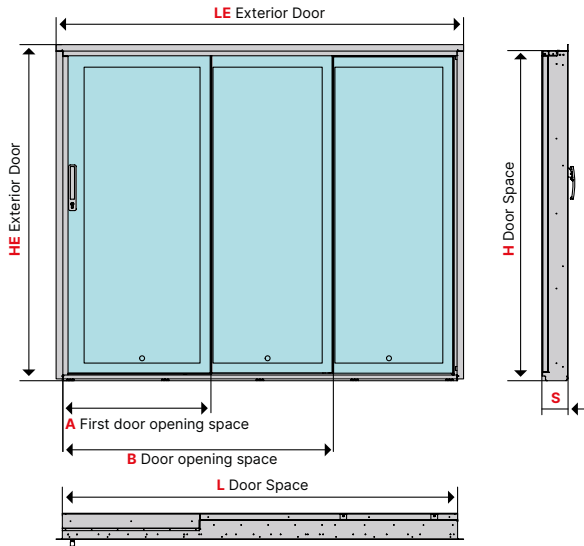 LE Exterior Door
HE Exterior Door
H Door Space
S
A First door opening space
B Door opening space
L Door Space